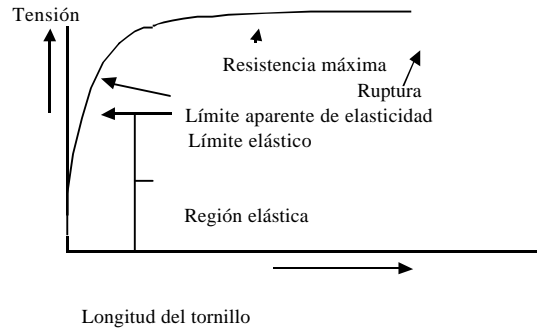 Tensión
Resistencia máxima
Ruptura
Límite aparente de elasticidad
Límite elástico
Región elástica
Longitud del tornillo